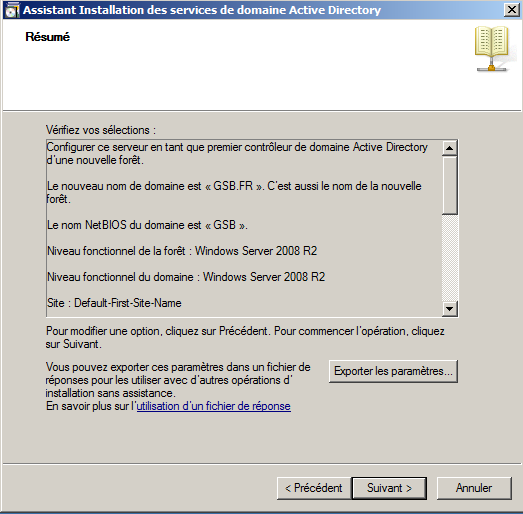 Assistant Installation des services de domaine Active Directory
Résumé
Vérifiez vos sélections :
Configurer ce serveur en tant que premier contrôleur de domaine Active Directory
d'une nouvelle forêt.
Le nouveau nom de domaine est « GSB.FR ». C'est aussi le nom de la nouvelle
forêt.
Le nom NetBIOS du domaine est « GSB ».
Niveau fonctionnel de la forêt : Windows Server 2008 R2
Niveau fonctionnel du domaine : Windows Server 2008 R2
Site : Default-First-Site-Name
Pour modifier une option, cliquez sur Précédent. Pour commencer l'opération, cliquez
sur Suivant.
Vous pouvez exporter ces paramètres dans un fichier de
réponses pour les utiliser avec d'autres opérations d'
installation sans assistance.
En savoir plus sur l'utilisation d'un fichier de réponse
Exporter les paramètres...
< Précédent
Suivant >
Annuler